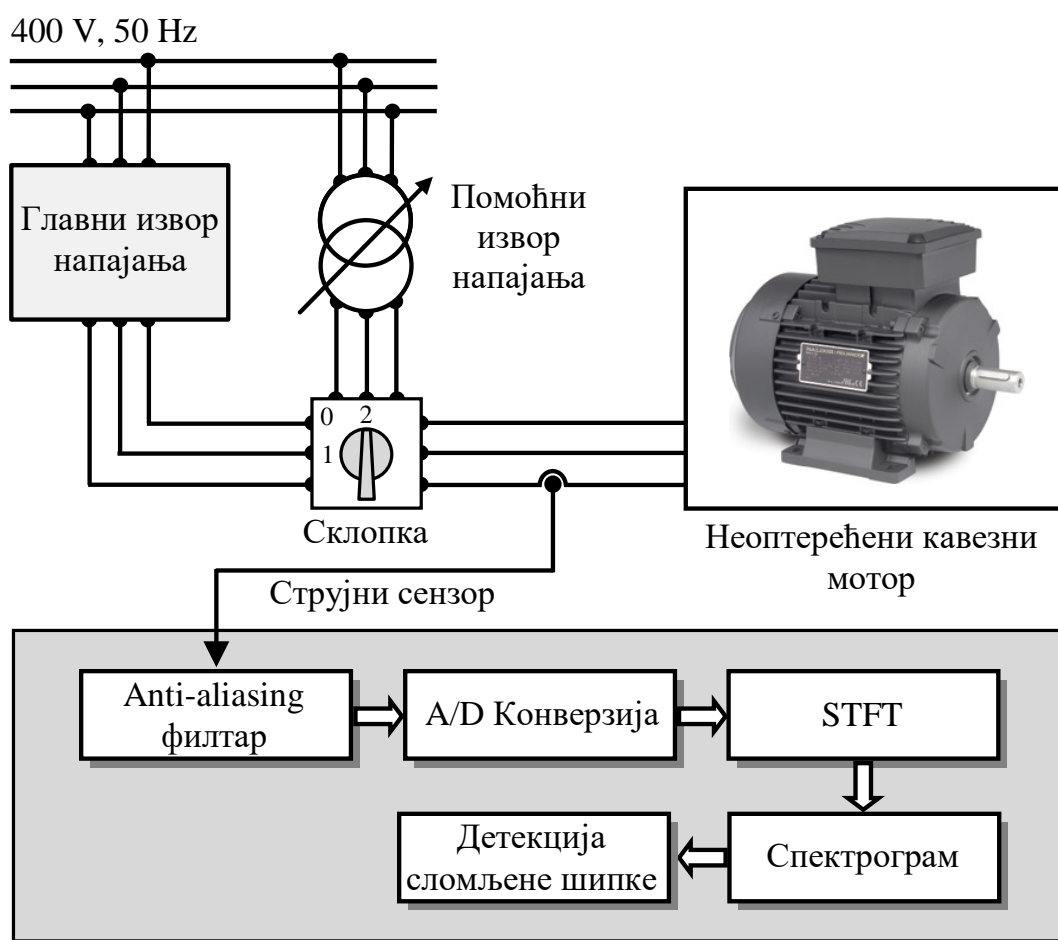 400 V, 50 Hz
Главни извор
напајања
Помоћни
извор
напајања
0 2
1
Склопка
Неоптерећени кавезни
мотор
Струјни сензор
Anti-aliasing
филтар
A/D Конверзија
STFT
Детекција
сломљене шипке
Спектрограм